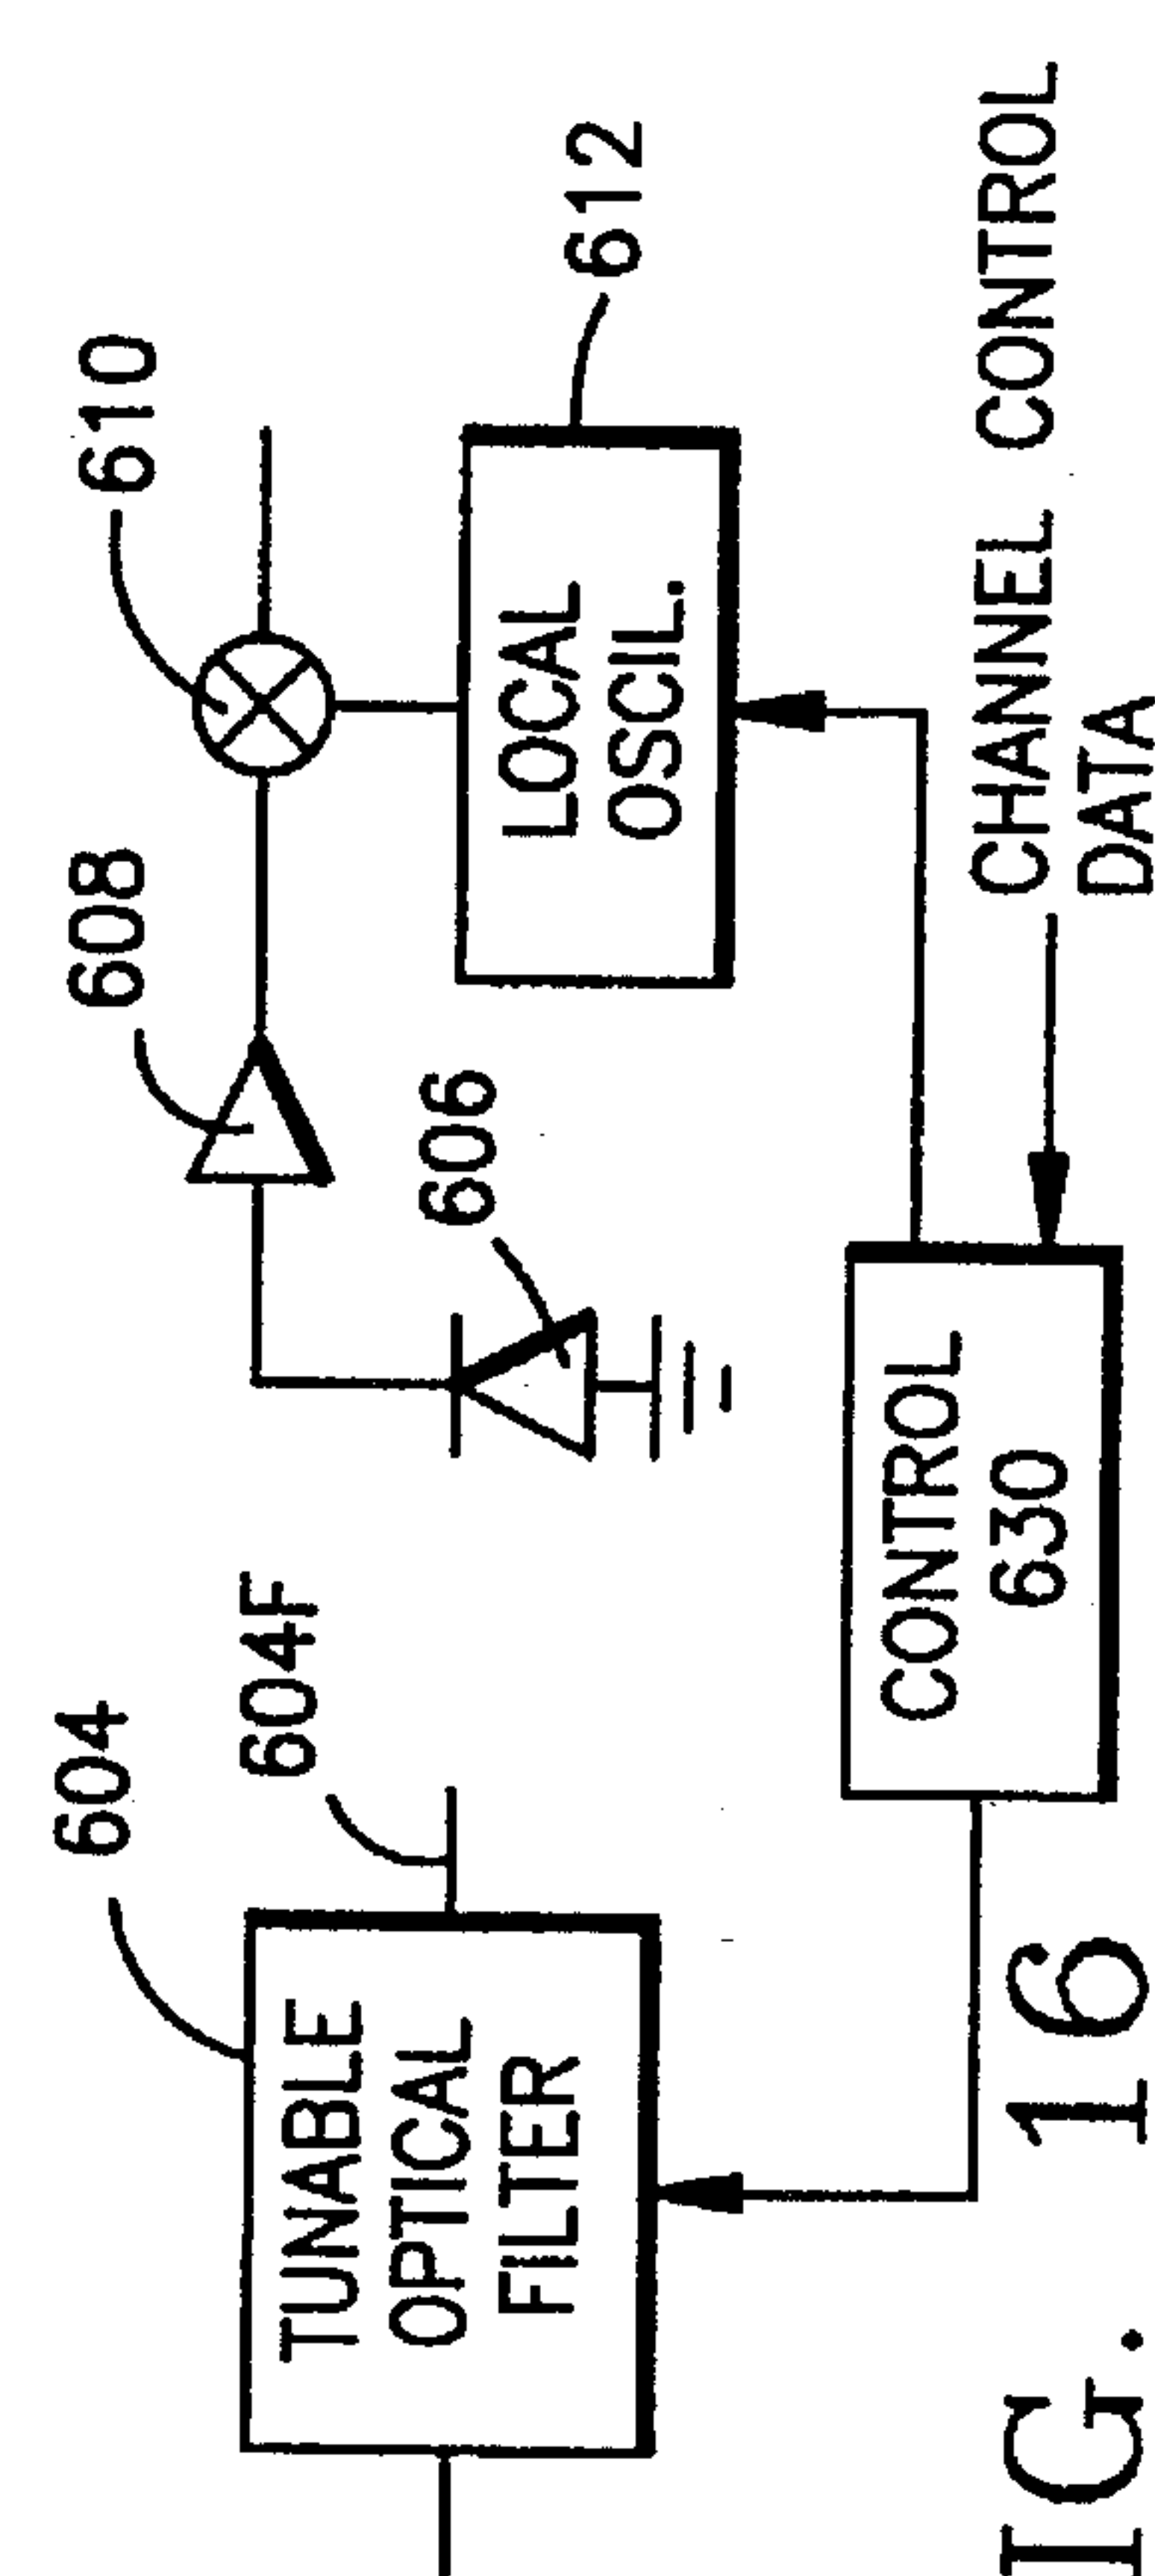 604
604F
608
610
606
612
TUNABLE
OPTICAL
FILTER
LOCAL
OSCIL.
CONTROL
630
CHANNEL CONTROL
DATA
IG. 16